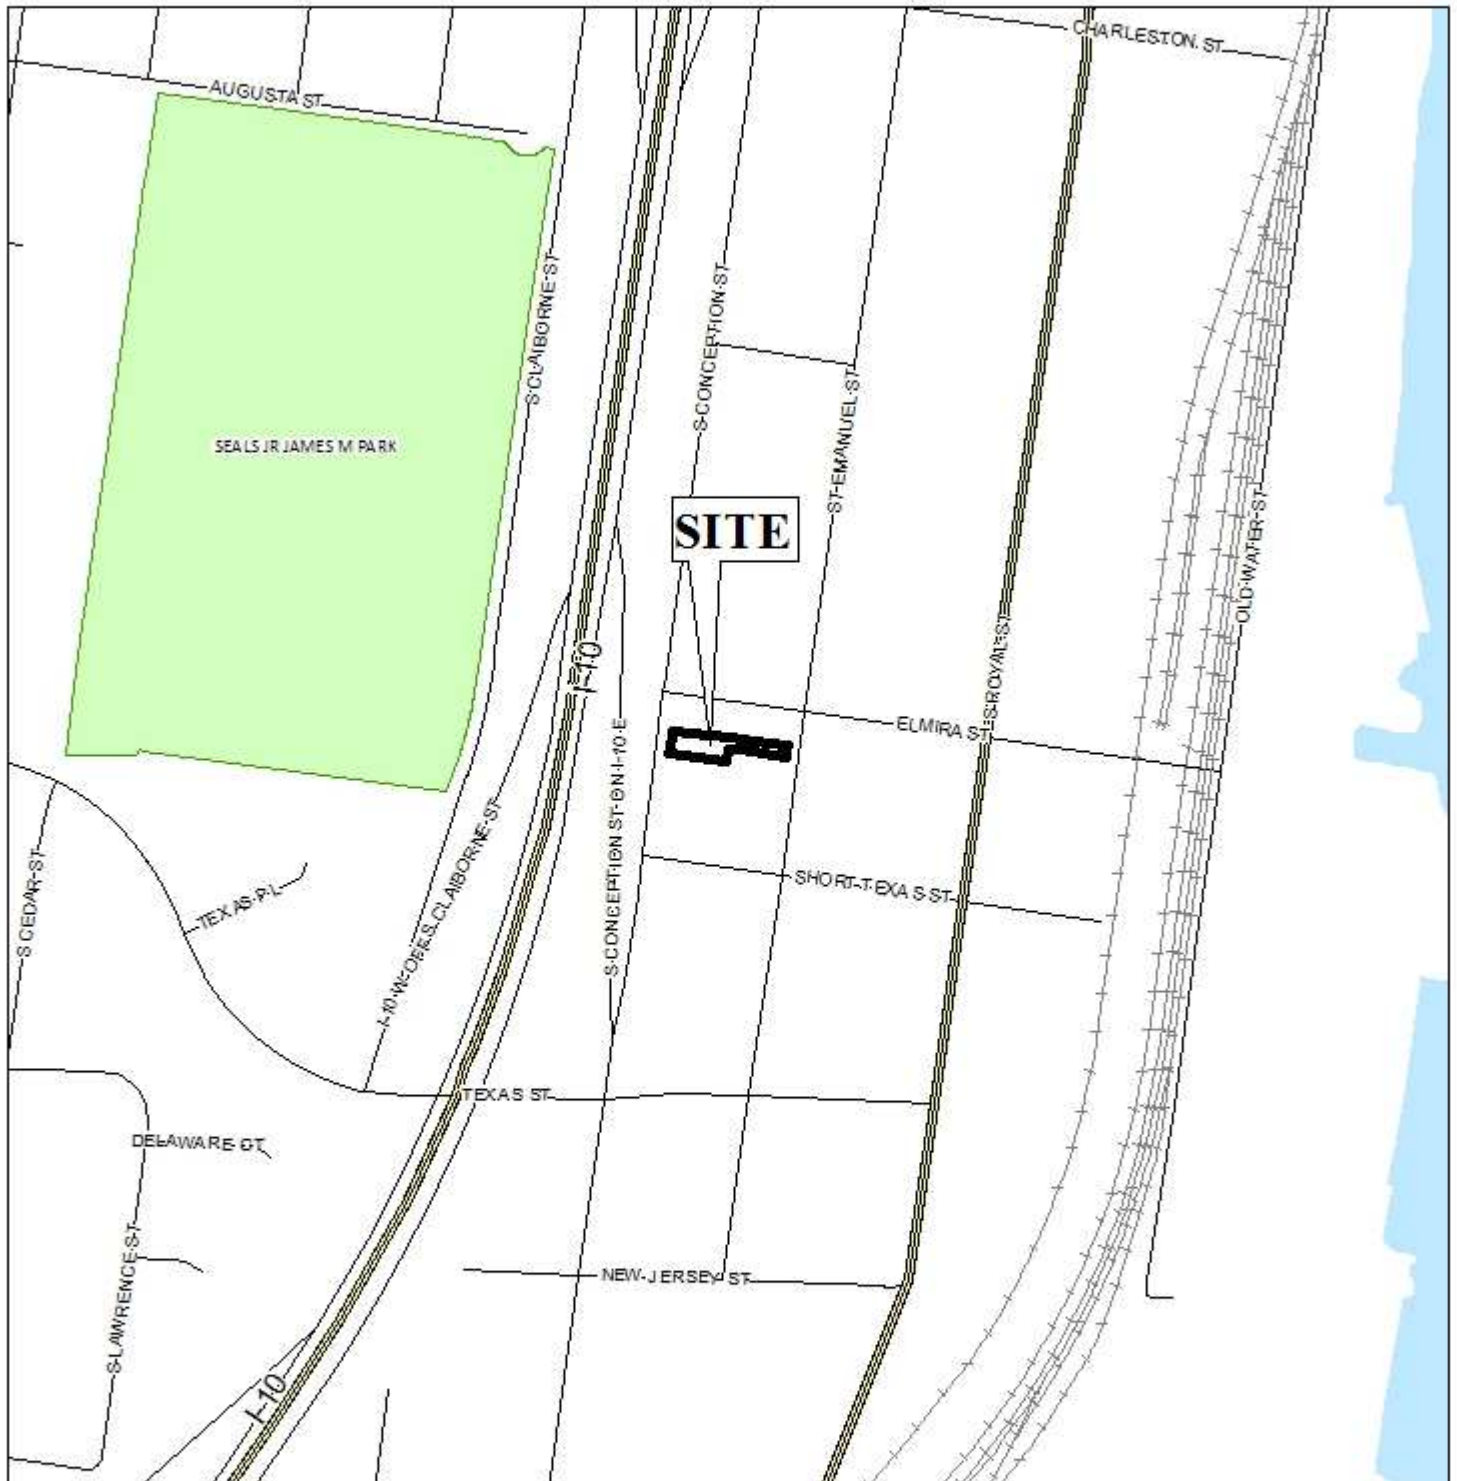 CHARLESTON ST
AUGUSTA ST
S CLAIBORNE ST
S CONCEPTION ST
ST EMANUEL ST
SEALS JR JAMES M PARK
SITE
OLD WATER ST
I-10
S ROYAL ST
ELMIRA ST
S CONCEPTION ST ON I-10 E
I-10 W OFF S CLAIBORNE ST
S CEDAR ST
TEXAS PL
SHORT TEXAS ST
TEXAS ST
DELAWARE CT
S LAWRENCE ST
NEW JERSEY ST
I-10